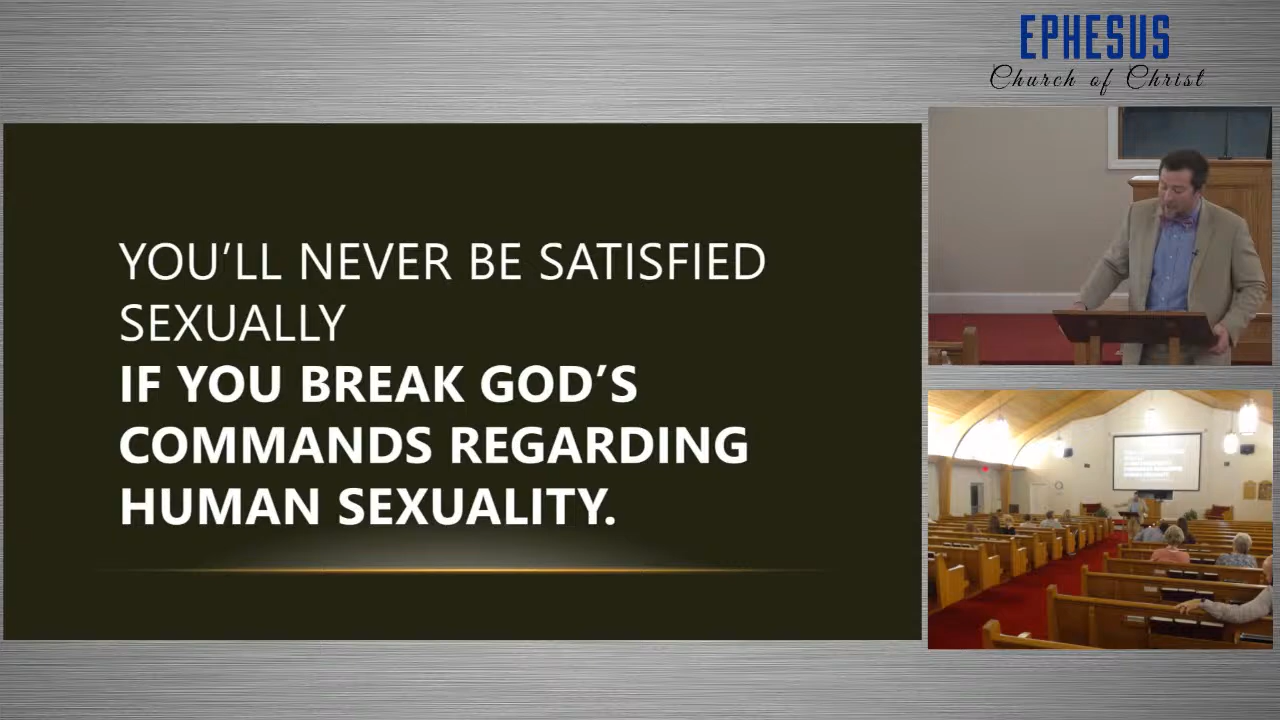 EPHESUS
Church of Christ
YOU’LL NEVER BE SATISFIED
SEXUALLY
IF YOU BREAK GOD’S
COMMANDS REGARDING
HUMAN SEXUALITY.